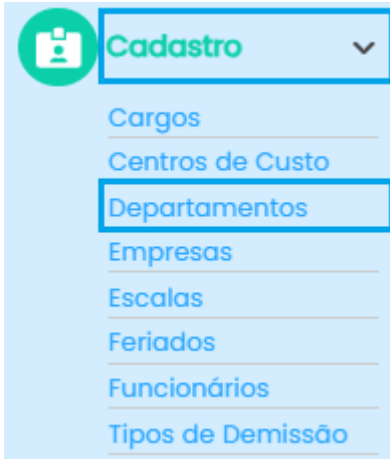 Cadastro
Cargos
Centros de Custo
Departamentos
Empresas
Escalas
Feriados
Funcionários
Tipos de Demissão